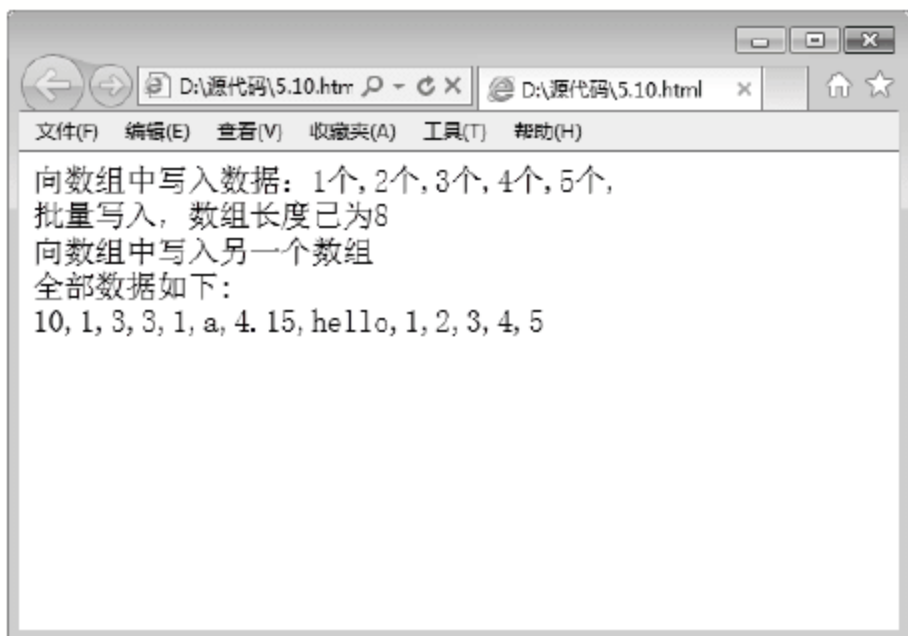 D:\源代码\5.10.htm
D:\源代码\5.10.html
文件(F) 编辑(E) 查看(V) 收藏夹(A) 工具(T) 帮助(H)
向数组中写入数据：1个,2个,3个,4个,5个,
批量写入，数组长度已为8
向数组中写入另一个数组
全部数据如下：
10,1,3,3,1,a,4.15,hello,1,2,3,4,5